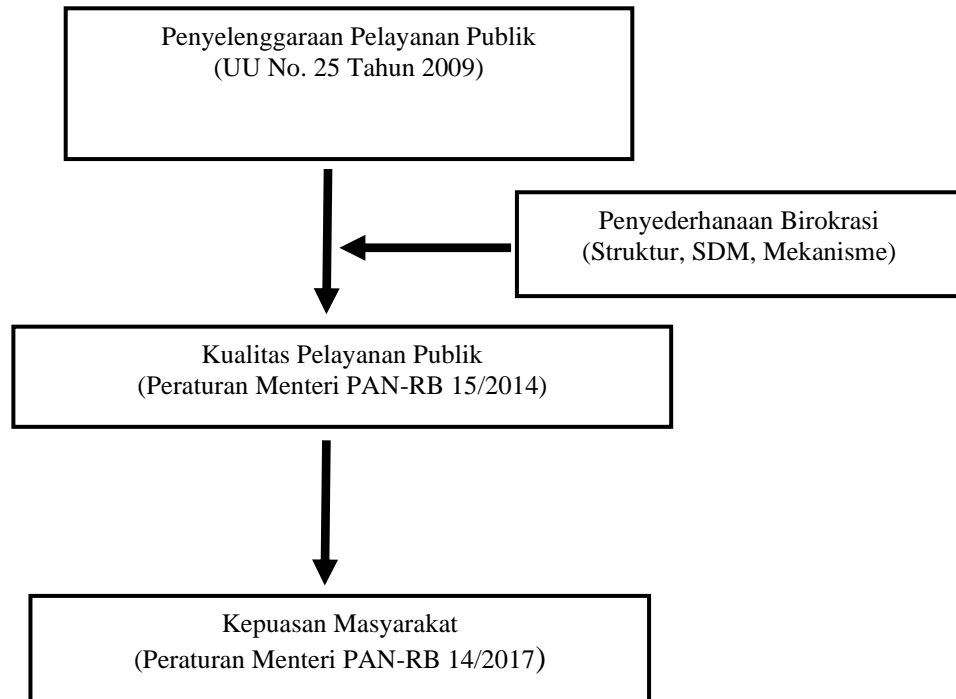 Penyelenggaraan Pelayanan Publik
(UU No. 25 Tahun 2009)
Penyederhanaan Birokrasi
(Struktur, SDM, Mekanisme)
Kualitas Pelayanan Publik
(Peraturan Menteri PAN-RB 15/2014)
Kepuasan Masyarakat
(Peraturan Menteri PAN-RB 14/2017)